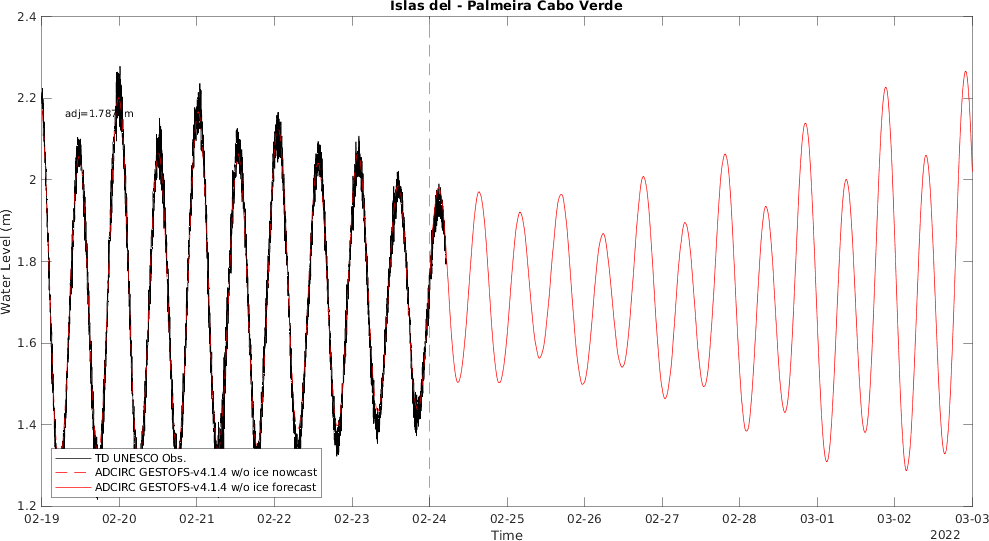 Islas del - Palmeira Cabo Verde
2.4
2.2
2
1.8
1.6
1.4
1.2
Water Level (m)
adj=1.787 m
TD UNESCO Obs.
ADCIRC GESTOFS-v4.1.4 w/o ice nowcast
ADCIRC GESTOFS-v4.1.4 w/o ice forecast
02-19 02-20 02-21 02-22 02-23 02-24 02-25 02-26 02-27 02-28 03-01 03-02 03-03
Time
2022